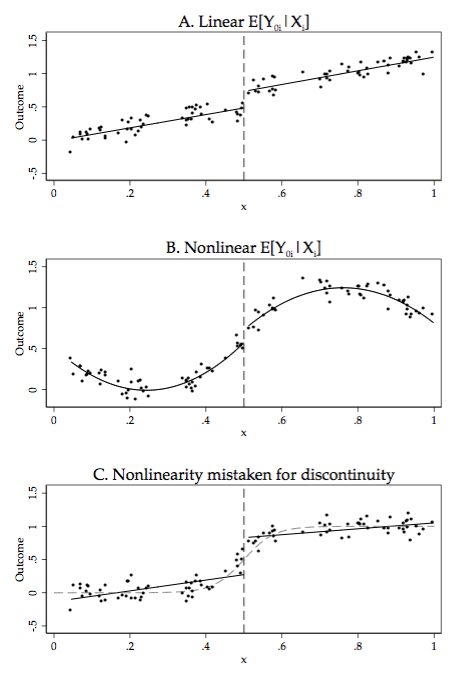 A. Linear E[Y₀ᵢ|Xᵢ]
1.5
1
.5
0
-.5
Outcome
0 .2 .4 .6 .8 1
x
B. Nonlinear E[Y₀ᵢ|Xᵢ]
1.5
1
.5
0
Outcome
0 .2 .4 .6 .8 1
x
C. Nonlinearity mistaken for discontinuity
1.5
1
.5
0
-.5
Outcome
0 .2 .4 .6 .8 1
x